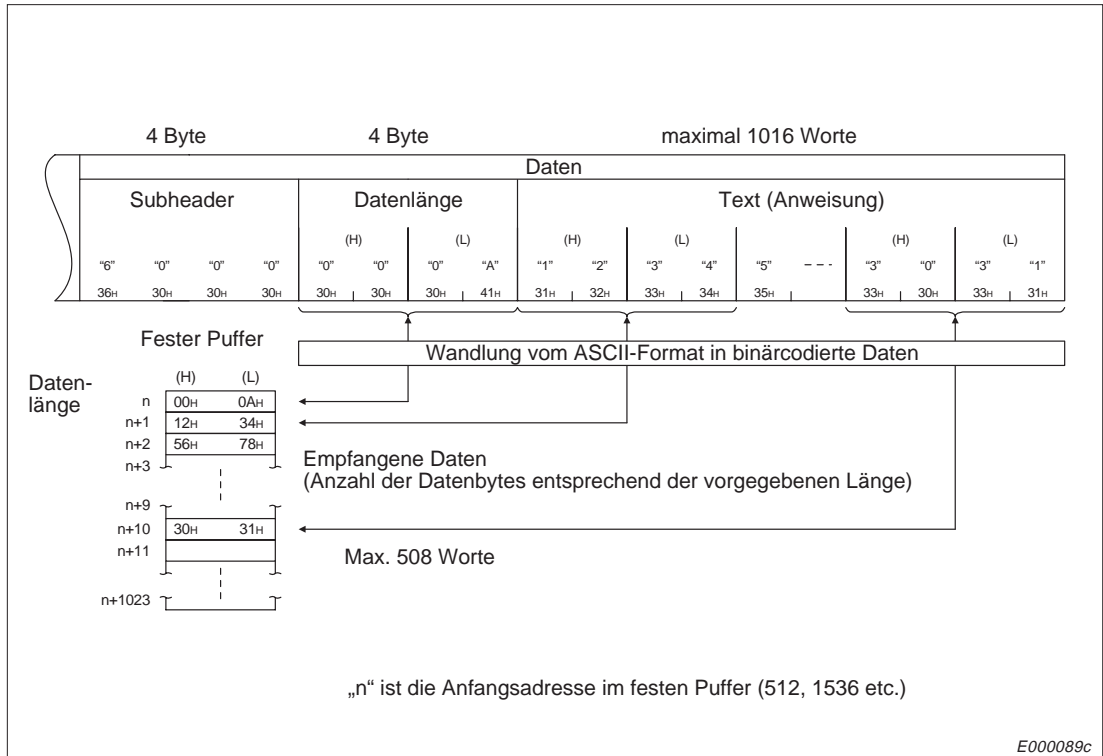 4 Byte 4 Byte maximal 1016 Worte
Daten
Subheader Datenlänge Text (Anweisung)
(H) (L) (H) (L) (H) (L)
“6” “0” “0” “0” “0” “0” “0” “A” “1” “2” “3” “4” “5” “3” “0” “3” “1”
36H 30H 30H 30H 30H 30H 30H 41H 31H 32H 33H 34H 35H 33H 30H 33H 31H
Fester Puffer
Wandlung vom ASCII-Format in binärcodierte Daten
Daten-
länge
(H) (L)
n 00H 0AH
n+1 12H 34H
n+2 56H 78H
n+3
Empfangene Daten
(Anzahl der Datenbytes entsprechend der vorgegebenen Länge)
n+9
n+10 30H 31H
n+11
Max. 508 Worte
n+1023
„n“ ist die Anfangsadresse im festen Puffer (512, 1536 etc.)
E000089c